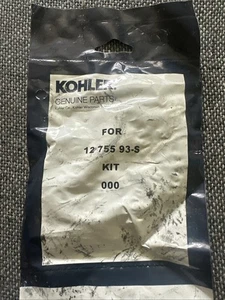 KOHLER
GENUINE PARTS
FOR
12 755 93-S
KIT
000